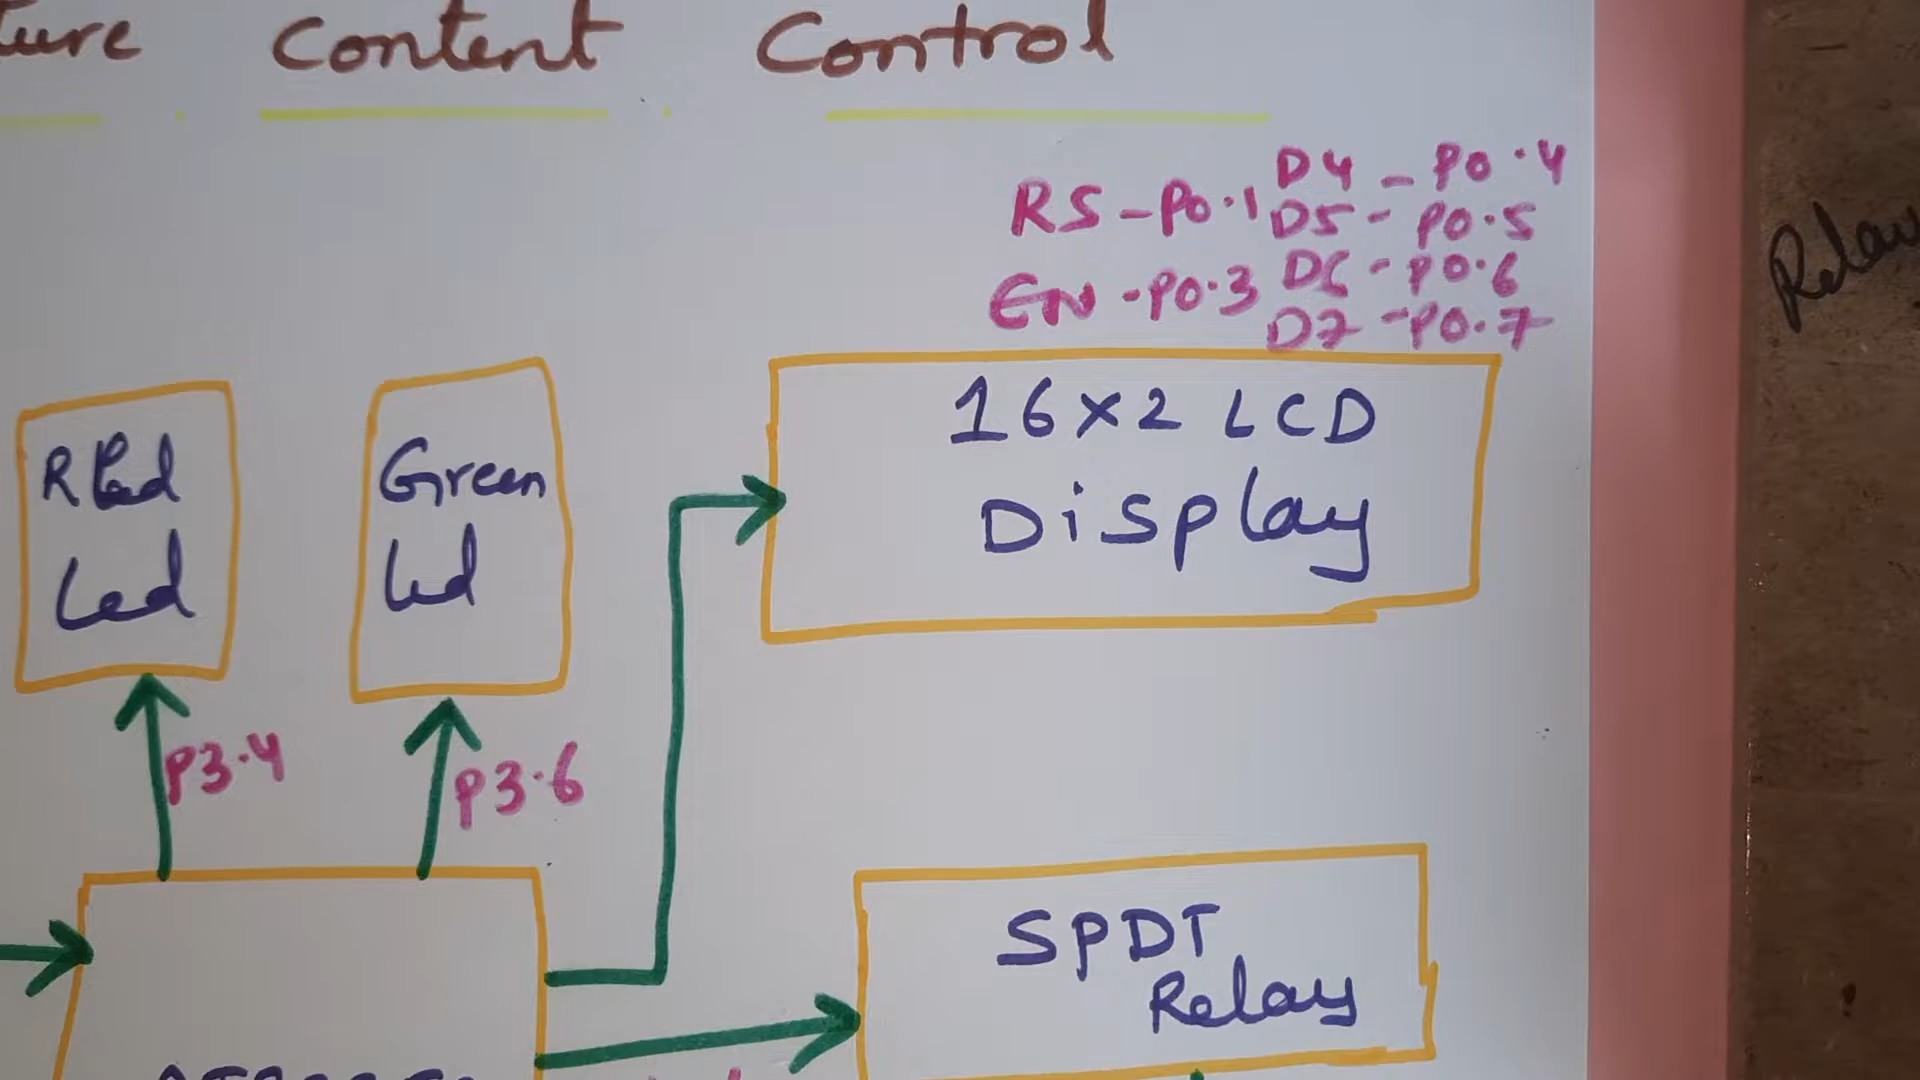 Content Control
RS - P0.1
EN - P0.3
D4 - P0.4
D5 - P0.5
D6 - P0.6
D7 - P0.7
16x2 LCD
Display
Red
Led
Green
Led
P3.4
P3.6
SPDT
Relay